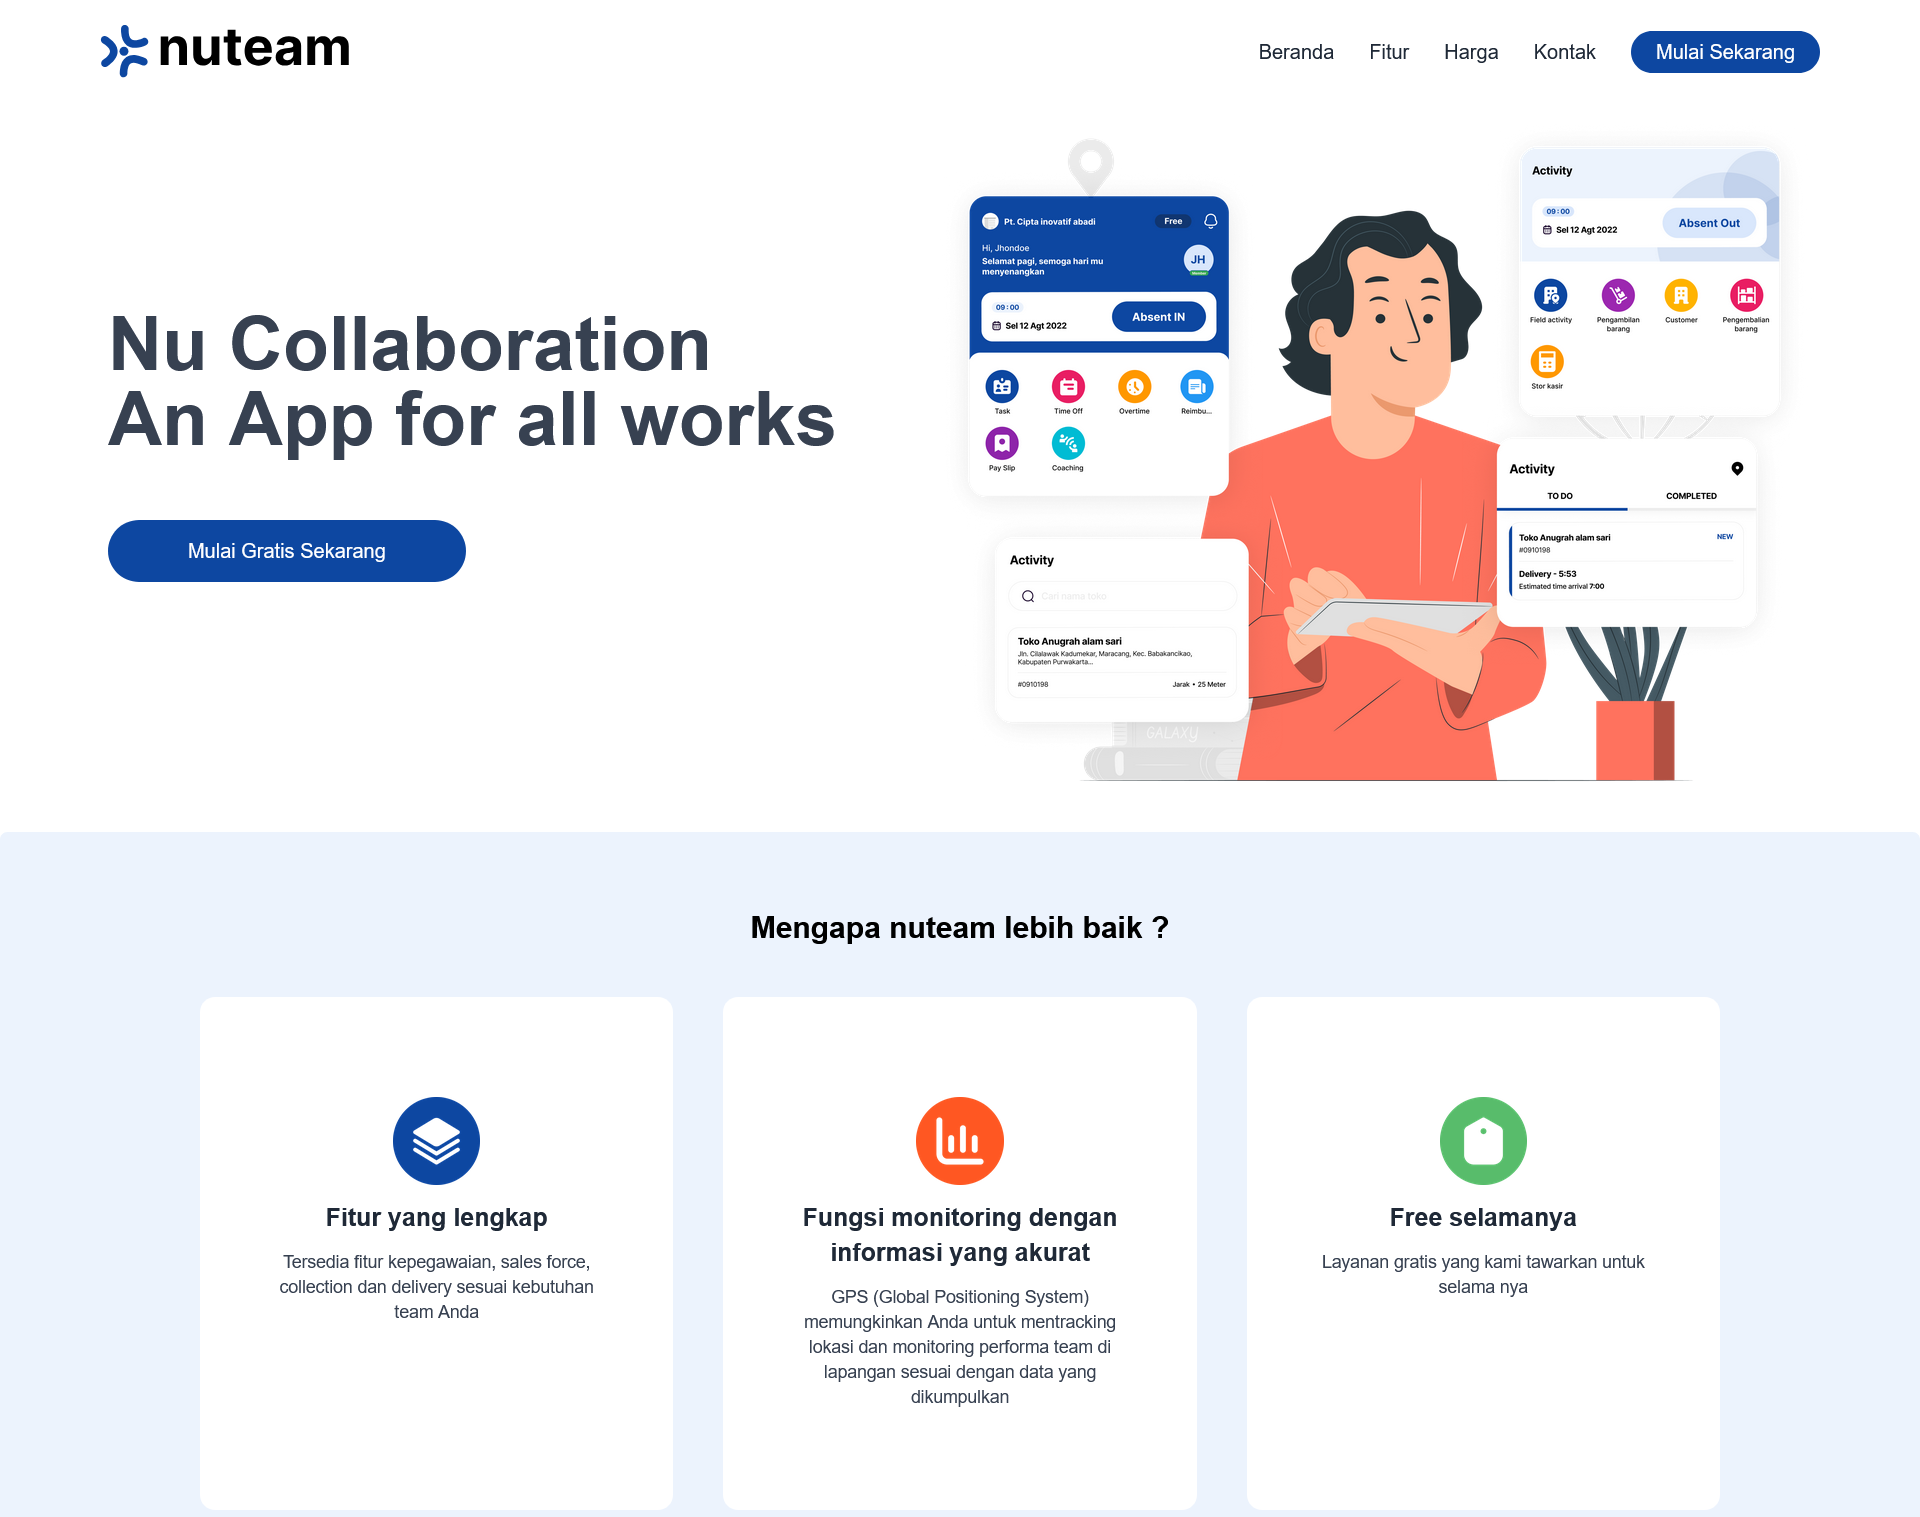 nuteam
Beranda
Fitur
Harga
Kontak
Mulai Sekarang
Nu Collaboration
An App for all works
Mulai Gratis Sekarang
Pt. Cipta inovatif abadi
Free
Hi, Jhondoe
Selamat pagi, semoga hari mu
menyenangkan
JH
Member
09 : 00
Sel 12 Agt 2022
Absent IN
Task
Time Off
Overtime
Reimbu...
Pay Slip
Coaching
Activity
09 : 00
Sel 12 Agt 2022
Absent Out
Field activity
Pengambilan
barang
Customer
Pengembalian
barang
Stor kasir
Activity
TO DO
COMPLETED
Toko Anugrah alam sari
NEW
#0910198
Delivery - 5:53
Estimated time arrival 7:00
Activity
Cari nama toko
Toko Anugrah alam sari
Jln. Cilalawak Kadumekar, Maracang, Kec. Babakancikao,
Kabupaten Purwakarta...
#0910198
Jarak • 25 Meter
GALAXY
Mengapa nuteam lebih baik ?
Fitur yang lengkap
Tersedia fitur kepegawaian, sales force,
collection dan delivery sesuai kebutuhan
team Anda
Fungsi monitoring dengan
informasi yang akurat
GPS (Global Positioning System)
memungkinkan Anda untuk mentracking
lokasi dan monitoring performa team di
lapangan sesuai dengan data yang
dikumpulkan
Free selamanya
Layanan gratis yang kami tawarkan untuk
selama nya